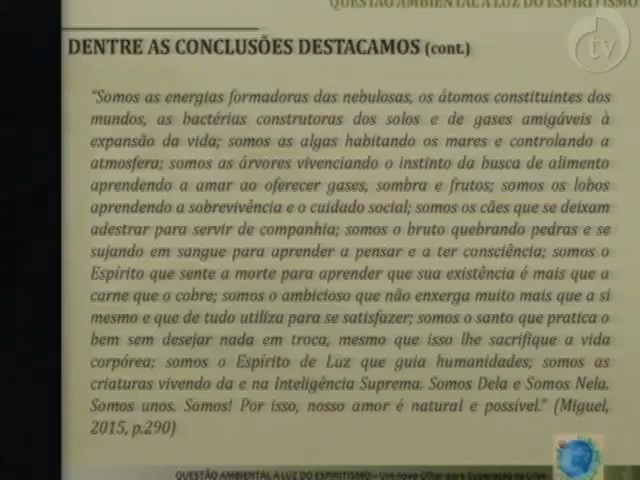 QUESTÃO AMBIENTAL À LUZ DO ESPIRITISMO
tv
DENTRE AS CONCLUSÕES DESTACAMOS (cont.)
"Somos as energias formadoras das nebulosas, os átomos constituintes dos
mundos, as bactérias construtoras dos solos e de gases amigáveis à
expansão da vida; somos as algas habitando os mares e controlando a
atmosfera; somos as árvores vivenciando o instinto da busca de alimento
aprendendo a amar ao oferecer gases, sombra e frutos; somos os lobos
aprendendo a sobrevivência e o cuidado social; somos os cães que se deixam
adestrar para servir de companhia; somos o bruto quebrando pedras e se
sujando em sangue para aprender a pensar e a ter consciência; somos o
Espírito que sente a morte para aprender que sua existência é mais que a
carne que o cobre; somos o ambicioso que não enxerga muito mais que a si
mesmo e que de tudo utiliza para se satisfazer; somos o santo que pratica o
bem sem desejar nada em troca, mesmo que isso lhe sacrifique a vida
corpórea; somos o Espírito de Luz que guia humanidades; somos as
criaturas vivendo da e na Inteligência Suprema. Somos Dela e Somos Nela.
Somos unos. Somos! Por isso, nosso amor é natural e possível." (Miguel,
2015, p.290)
QUESTÃO AMBIENTAL À LUZ DO ESPIRITISMO – Um novo Olhar para Superação da Crise